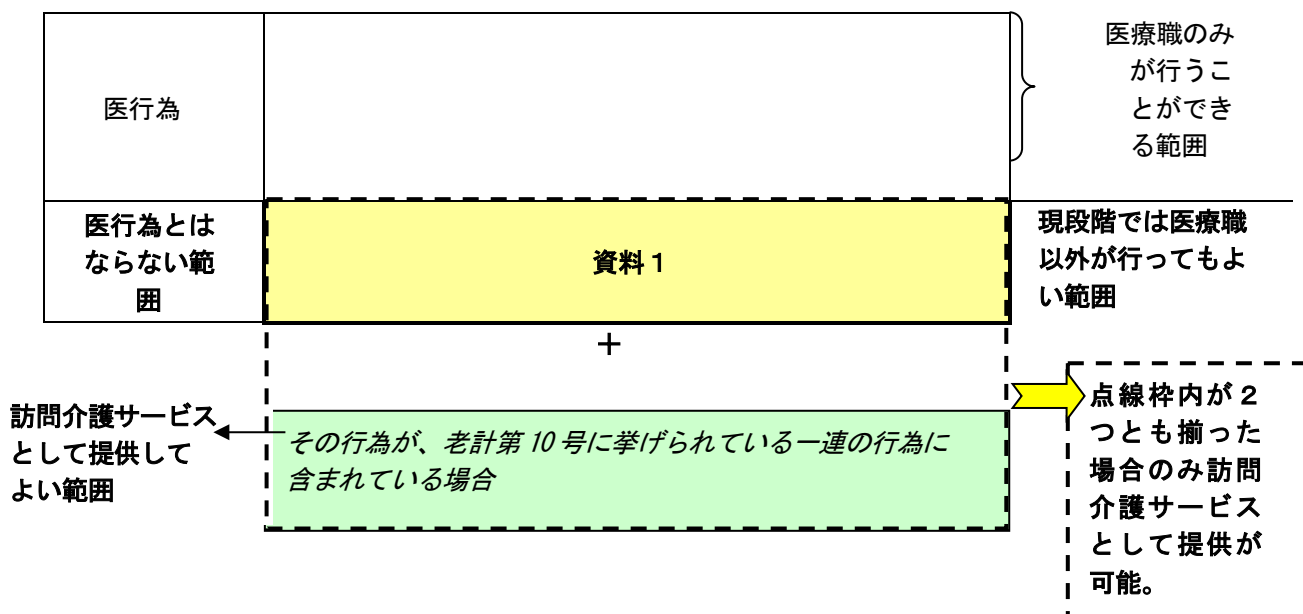 医行為
医療職のみ
が行うこ
とができ
る範囲
医行為とは
ならない範
囲
資料１
現段階では医療職
以外が行ってもよ
い範囲
＋
訪問介護サービス
として提供して
よい範囲
その行為が、老計第 10 号に挙げられている一連の行為に
含まれている場合
点線枠内が２
つとも揃った
場合のみ訪問
介護サービス
として提供が
可能。